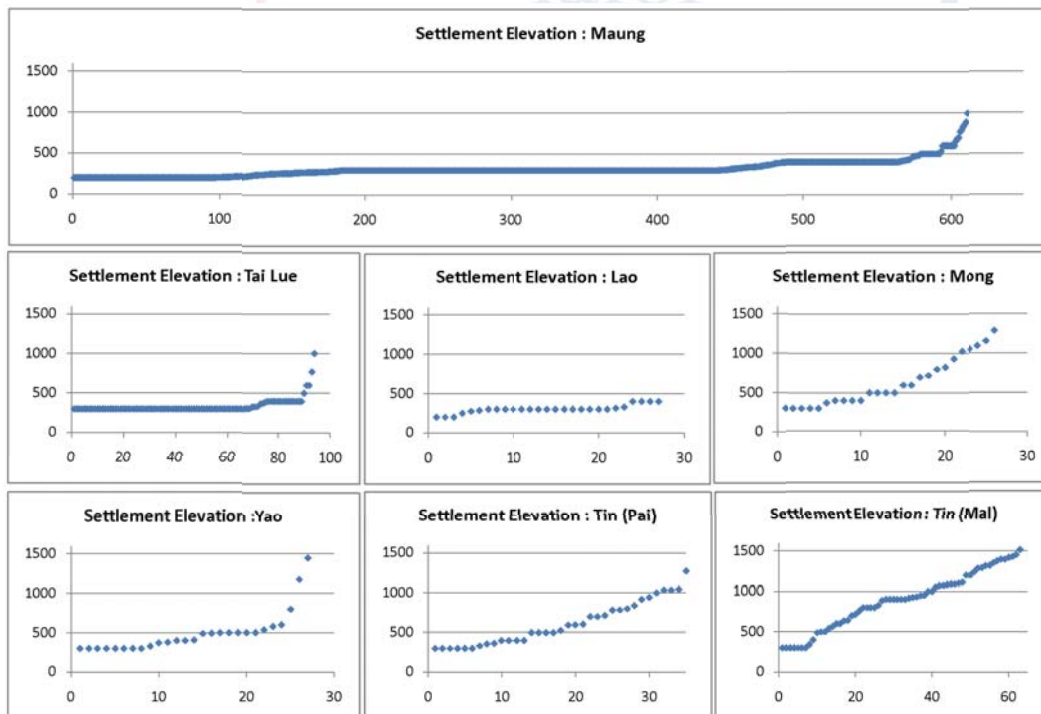 Settlement Elevation : Maung
1500
1000
500
0
0 100 200 300 400 500 600
Settlement Elevation : Tai Lue
1500
1000
500
0
0 20 40 60 80 100
Settlement Elevation : Lao
1500
1000
500
0
0 10 20 30
Settlement Elevation : Mong
1500
1000
500
0
0 10 20 30
Settlement Elevation :Yao
1500
1000
500
0
0 10 20 30
Settlement Elevation : Tin (Pai)
1500
1000
500
0
0 10 20 30
Settlement Elevation : Tin (Mal)
1500
1000
500
0
0 20 40 60